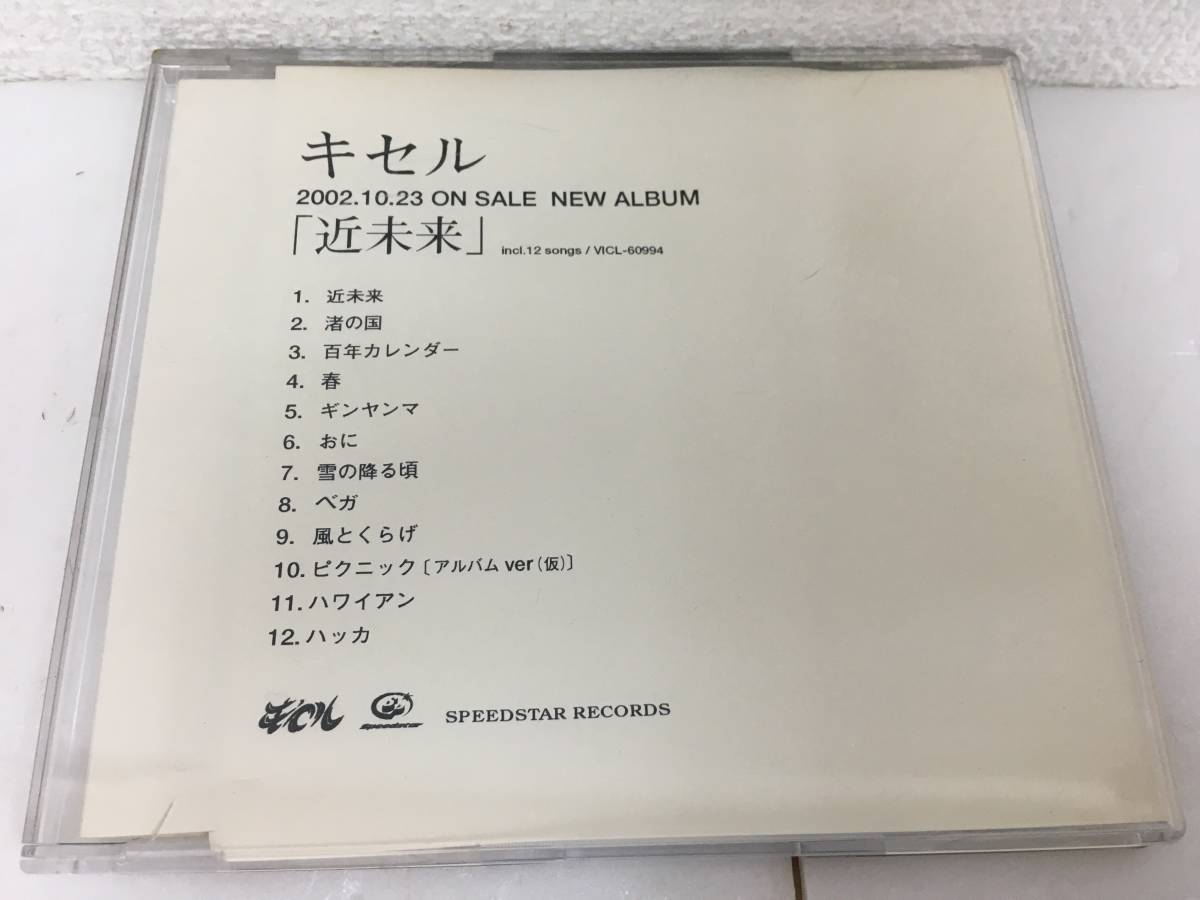 キセル
2002.10.23 ON SALE NEW ALBUM
「近未来」 incl.12 songs / VICL-60994
1. 近未来
2. 渚の国
3. 百年カレンダー
4. 春
5. ギンヤンマ
6. おに
7. 雪の降る頃
8. ベガ
9. 風とくらげ
10. ピクニック〔アルバム ver(仮)〕
11. ハワイアン
12. ハッカ
キセル Speedstar SPEEDSTAR RECORDS